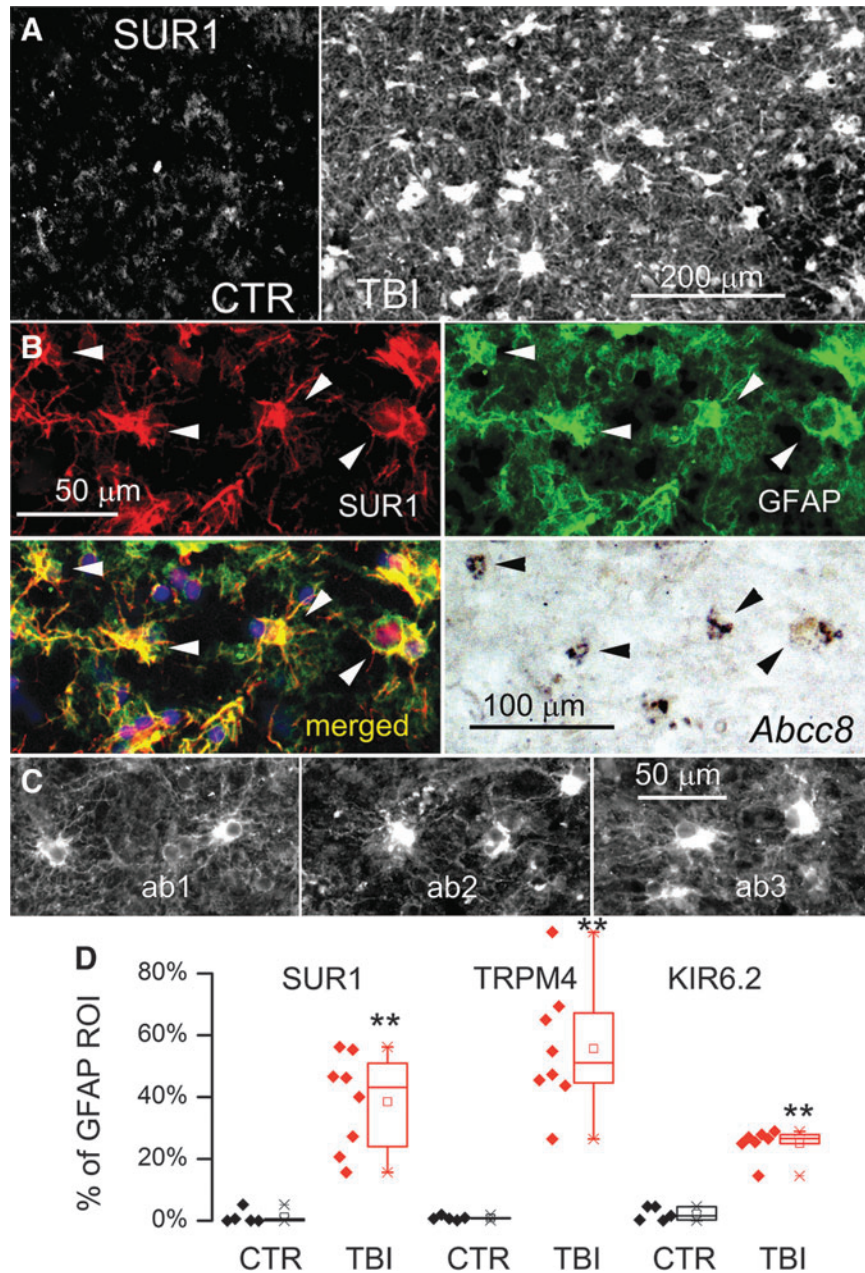 A
SUR1
CTR
TBI
200 μm
B
50 μm
SUR1
GFAP
merged
100 μm
Abcc8
C
50 μm
ab1
ab2
ab3
D
**
80%
SUR1
TRPM4
KIR6.2
60%
**
40%
**
20%
0%
% of GFAP ROI
CTR
TBI
CTR
TBI
CTR
TBI